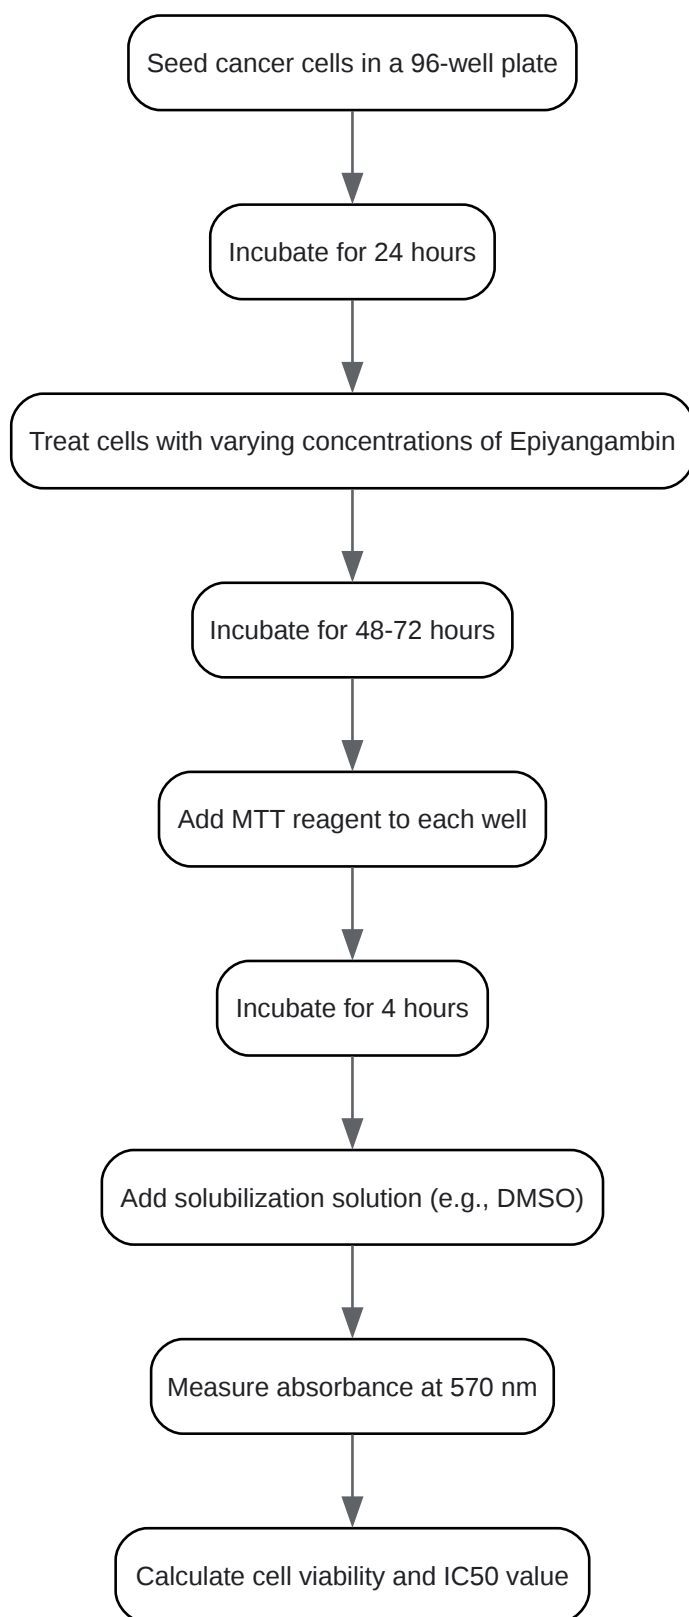 Seed cancer cells in a 96-well plate
Incubate for 24 hours
Treat cells with varying concentrations of Epiyangambin
Incubate for 48-72 hours
Add MTT reagent to each well
Incubate for 4 hours
Add solubilization solution (e.g., DMSO)
Measure absorbance at 570 nm
Calculate cell viability and IC50 value